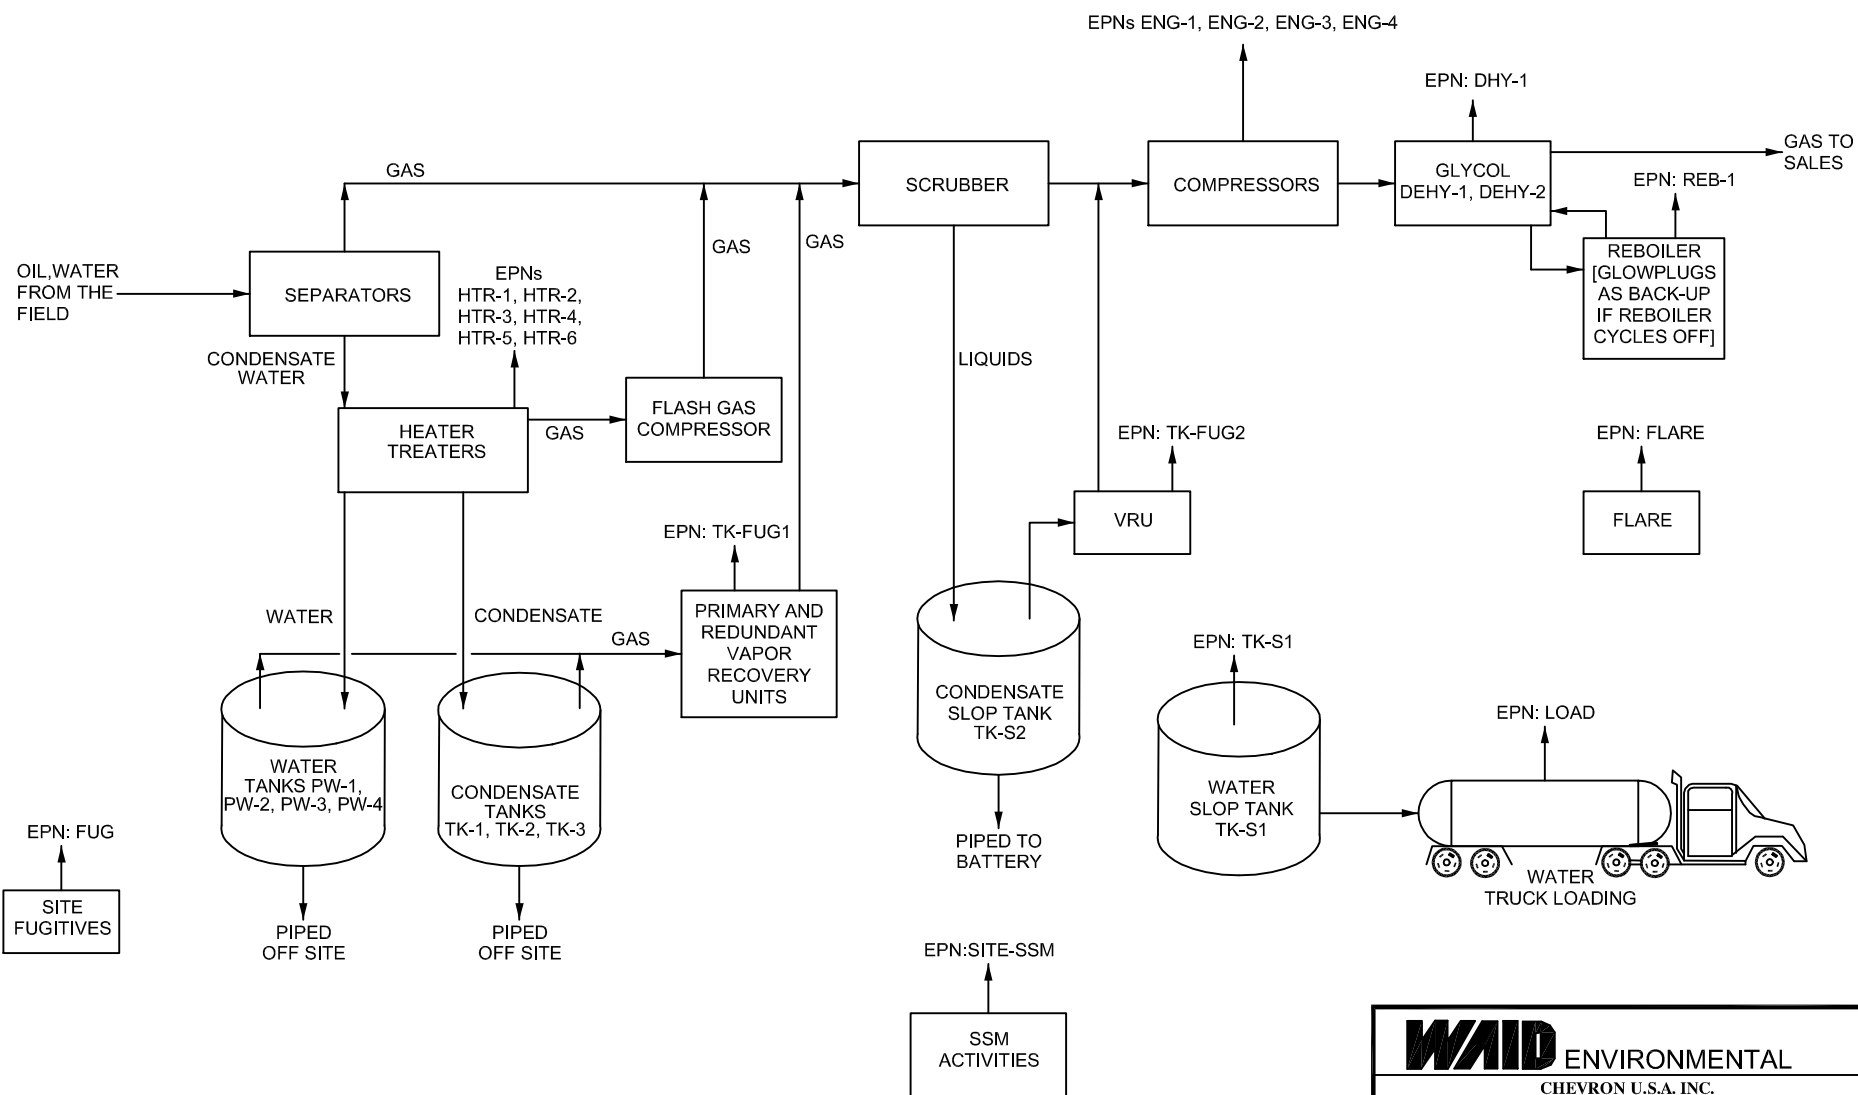 EPNs ENG-1, ENG-2, ENG-3, ENG-4
EPN: DHY-1
GAS TO
SALES
GAS
SCRUBBER
COMPRESSORS
GLYCOL
DEHY-1, DEHY-2
EPN: REB-1
GAS
GAS
OIL,WATER
FROM THE
FIELD
SEPARATORS
EPNs
HTR-1, HTR-2,
HTR-3, HTR-4,
HTR-5, HTR-6
REBOILER
[GLOWPLUGS
AS BACK-UP
IF REBOILER
CYCLES OFF]
CONDENSATE
WATER
LIQUIDS
HEATER
TREATERS
GAS
FLASH GAS
COMPRESSOR
EPN: TK-FUG2
EPN: FLARE
VRU
FLARE
EPN: TK-FUG1
WATER
CONDENSATE
GAS
PRIMARY AND
REDUNDANT
VAPOR
RECOVERY
UNITS
EPN: TK-S1
CONDENSATE
SLOP TANK
TK-S2
EPN: LOAD
WATER
TANKS PW-1,
PW-2, PW-3, PW-4
CONDENSATE
TANKS
TK-1, TK-2, TK-3
WATER
SLOP TANK
TK-S1
EPN: FUG
PIPED TO
BATTERY
WATER
TRUCK LOADING
SITE
FUGITIVES
PIPED
OFF SITE
PIPED
OFF SITE
EPN:SITE-SSM
SSM
ACTIVITIES
WAID ENVIRONMENTAL
CHEVRON U.S.A. INC.